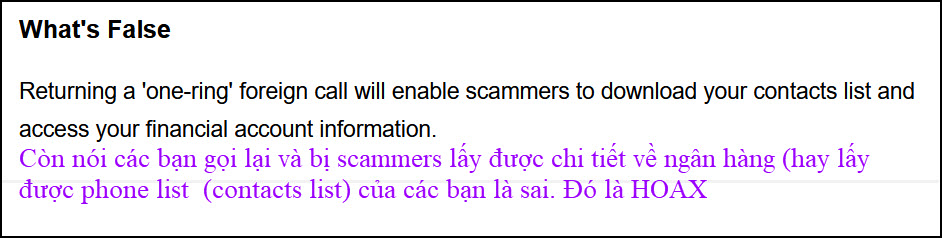 What's False
Returning a 'one-ring' foreign call will enable scammers to download your contacts list and
access your financial account information.
Còn nói các bạn gọi lại và bị scammers lấy được chi tiết về ngân hàng (hay lấy
được phone list  (contacts list) của các bạn là sai. Đó là HOAX